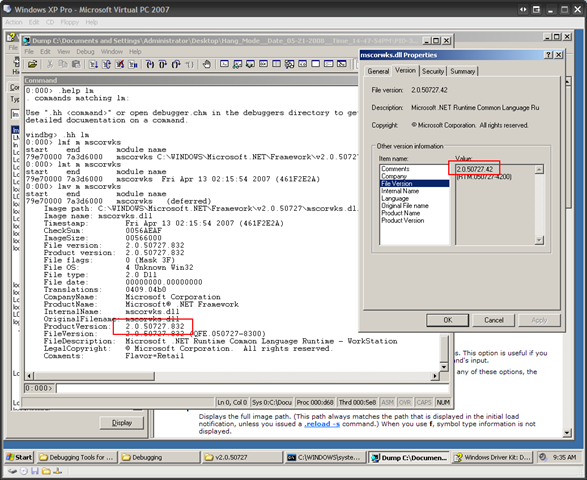 Windows XP Pro - Microsoft Virtual PC 2007
Action Edit CD Floppy Help
Dump C:\Documents and Settings\Administrator\Desktop\Hang_Mode__Date_05-21-2008__
File Edit View Debug Window Help
Command
0:000> .help lm
. commands matching lm:
Use ".hh (command)" or open debugger.chm in the debuggers directory to get
detailed documentation on a command.
windbg> .hh lm
0:000> lmf m mscorwks
start end module name
79e70000 7a3d6000 mscorwks C:\WINDOWS\Microsoft.NET\Framework\v2.0.50727
0:000> lmt m mscorwks
start end module name
79e70000 7a3d6000 mscorwks Fri Apr 13 02:15:54 2007 (461F2E2A)
0:000> lmv m mscorwks
start end module name
79e70000 7a3d6000 mscorwks (deferred)
Image path: C:\WINDOWS\Microsoft.NET\Framework\v2.0.50727\mscorwks.dll
Image name: mscorwks.dll
Timestamp: Fri Apr 13 02:15:54 2007 (461F2E2A)
CheckSum: 0056AEAF
ImageSize: 00566000
File version: 2.0.50727.832
Product version: 2.0.50727.832
File flags: 0 (Mask 3F)
File OS: 4 Unknown Win32
File type: 2.0 Dll
File date: 00000000.00000000
Translations: 0409.04b0
CompanyName: Microsoft Corporation
ProductName: Microsoft® .NET Framework
InternalName: mscorwks.dll
OriginalFilename: mscorwks.dll
ProductVersion: 2.0.50727.832
FileVersion: 2.0.50727.832 (QFE.050727-8300)
FileDescription: Microsoft .NET Runtime Common Language Runtime - WorkStation
LegalCopyright: © Microsoft Corporation. All rights reserved.
Comments: Flavor=Retail
0:000>
Ln 0, Col 0 Sys 0:C:\Docu Proc 000:d68 Thrd 000:5e8 ASM OVR CAPS NUM
mscorwks.dll Properties
General Version Security Summary
File version: 2.0.50727.42
Description: Microsoft .NET Runtime Common Language Ru
Copyright: © Microsoft Corporation. All rights reserved.
Other version information
Item name: Value:
Comments
Company
File Version
Internal Name
Language
Original File name
Product Name
Product Version
2.0.50727.42
(RTM.050727-4200)
OK Cancel Apply
s. This option is useful if you
and's input.
any of these options, the
Display
Displays the full image path. (This path always matches the path that is displayed in the initial load
notification, unless you issued a .reload -s command.) When you use f, symbol type information is not
displayed.
Start Debugging Tools for ... Debugging v2.0.50727 C:\WINDOWS\syste... Dump C:\Docume... Windows Driver Kit: D... 9:35 AM